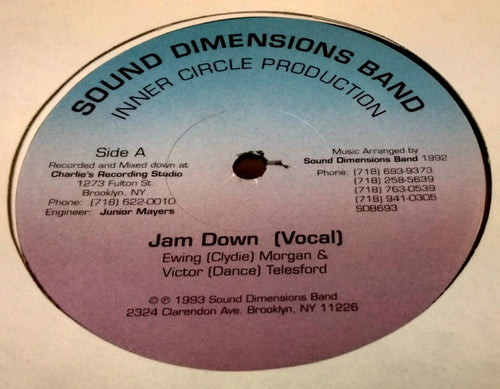 SOUND DIMENSIONS BAND
INNER CIRCLE PRODUCTION
Side A
Recorded and Mixed down at
Charlie's Recording Studio
1273 Fulton St.
Brooklyn, NY
Phone: (718) 622-0010
Engineer: Junior Mayers
Music Arranged by
Sound Dimensions Band 1992
Phone: (718) 693-9373
(718) 258-5639
(718) 763-0539
(718) 941-0305
SDB693
Jam Down (Vocal)
Ewing (Clydie) Morgan &
Victor (Dance) Telesford
© ℗ 1993 Sound Dimensions Band
2324 Clarendon Ave. Brooklyn, NY 11226